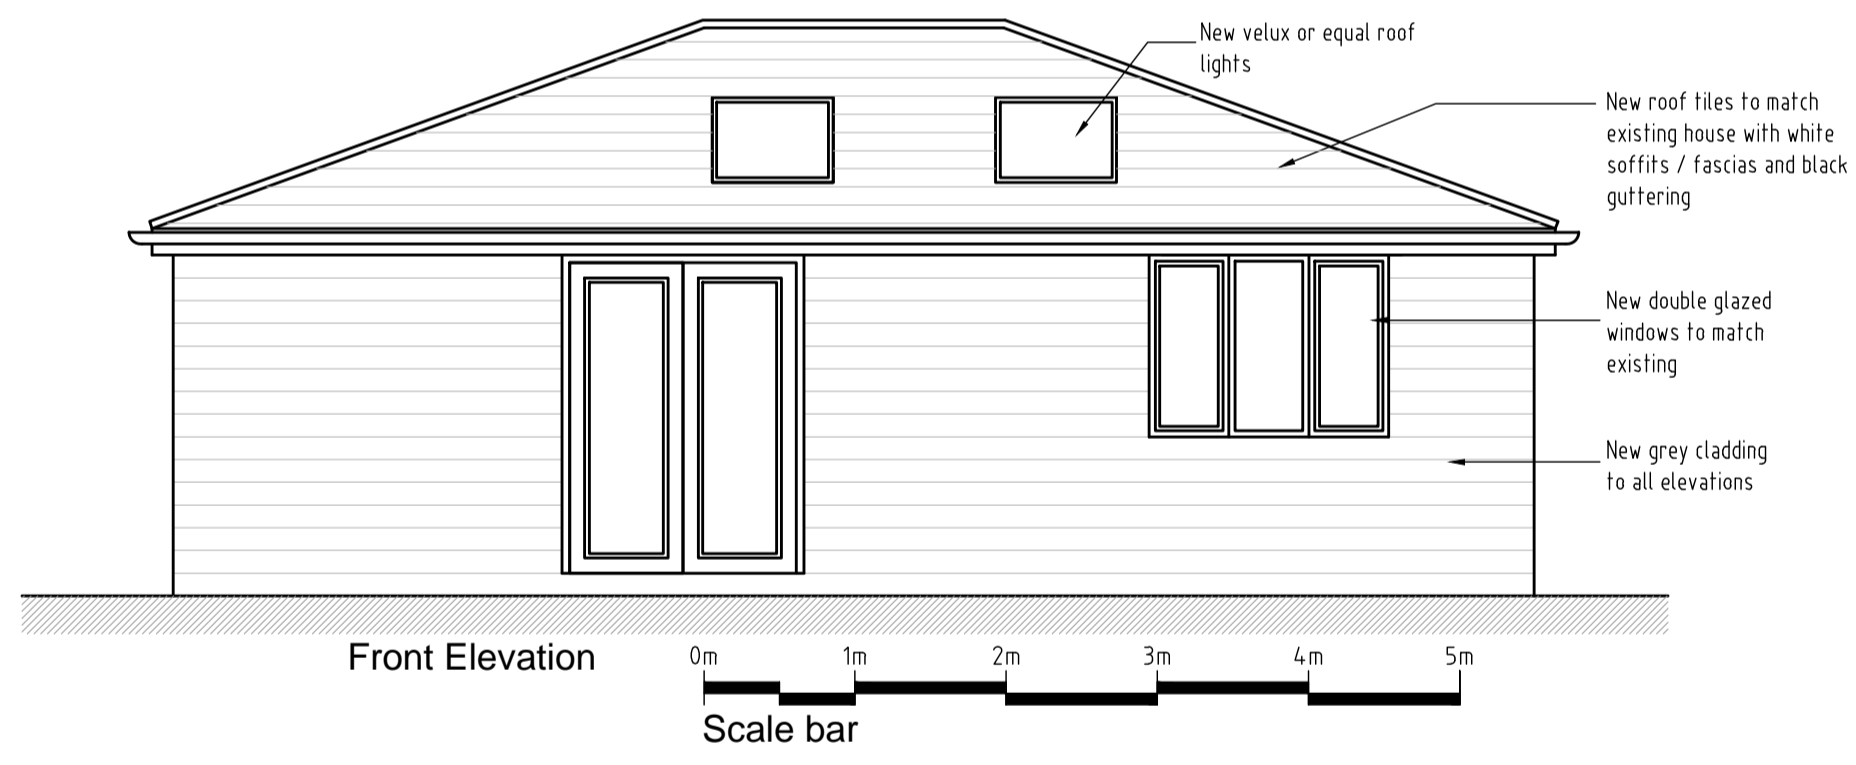 New velux or equal roof
lights
New roof tiles to match
existing house with white
soffits / fascias and black
guttering
New double glazed
windows to match
existing
New grey cladding
to all elevations
Front Elevation
0m 1m 2m 3m 4m 5m
Scale bar